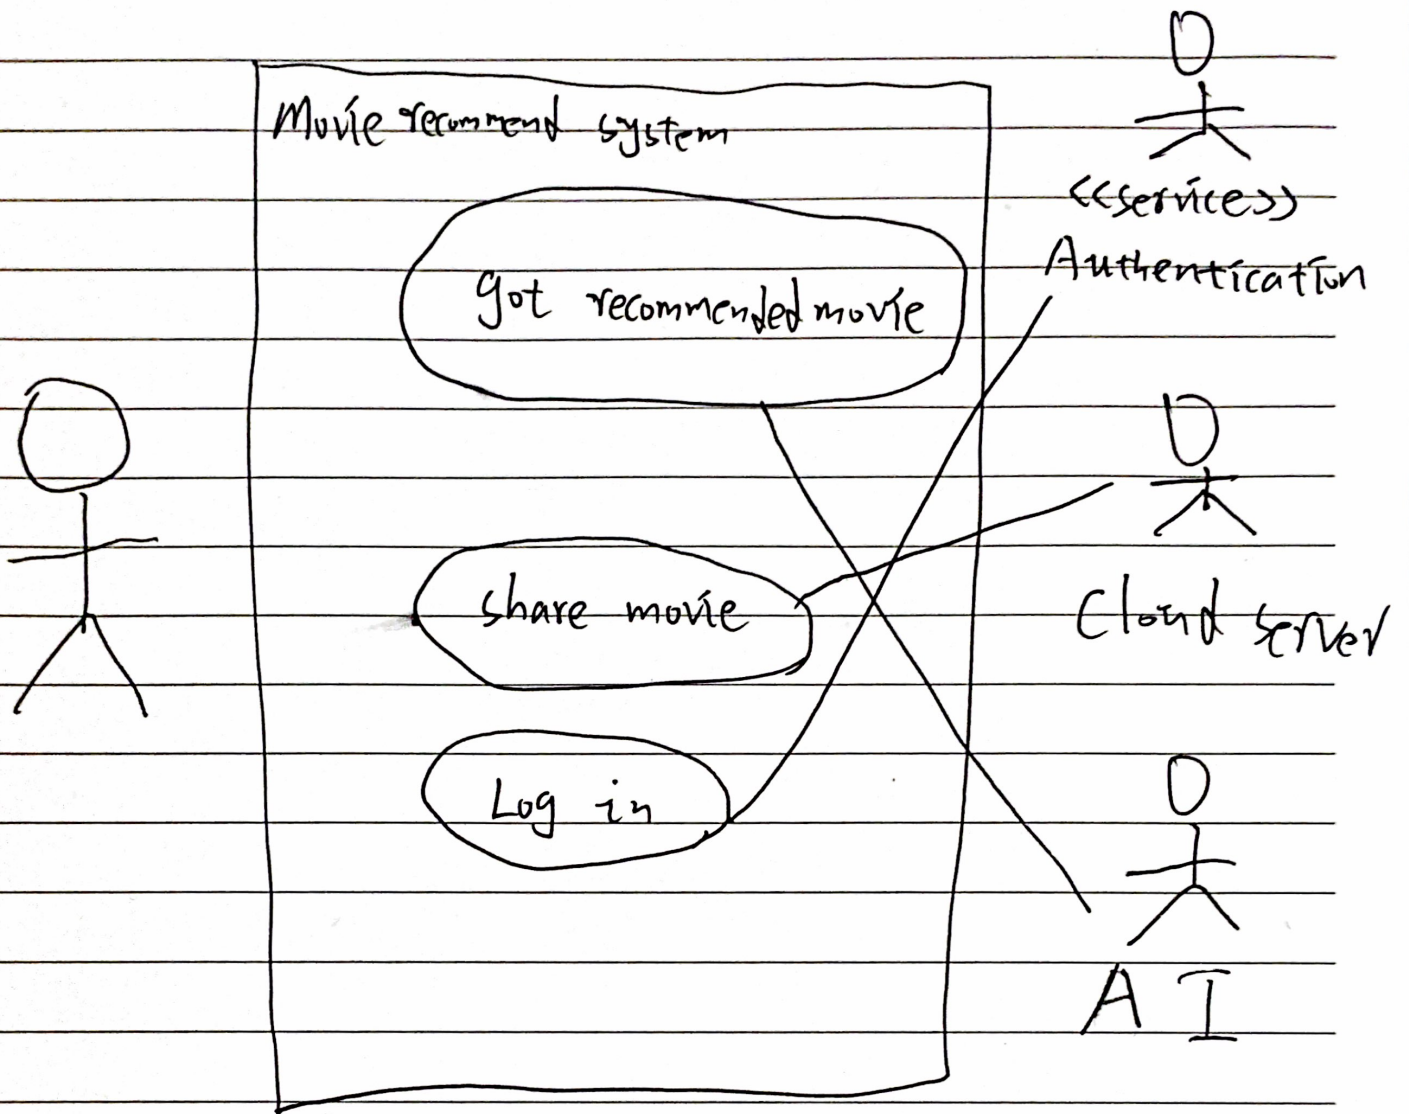 Movie recommend system
got recommended movie
share movie
Log in
<<service>>
Authentication
Cloud server
AI